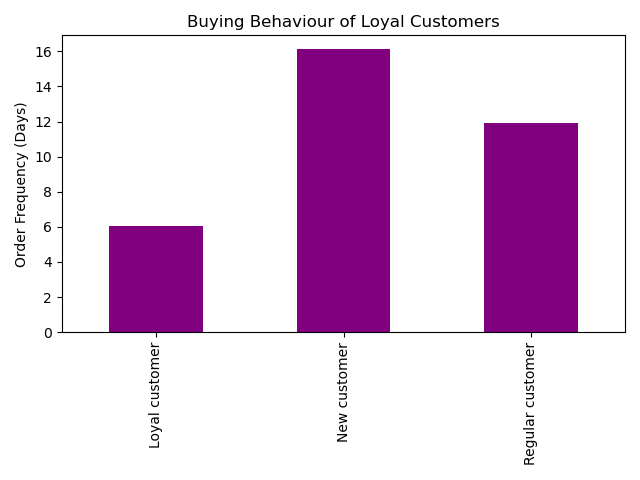 Buying Behaviour of Loyal Customers
Order Frequency (Days)
16
14
12
10
8
6
4
2
0
Loyal customer
New customer
Regular customer